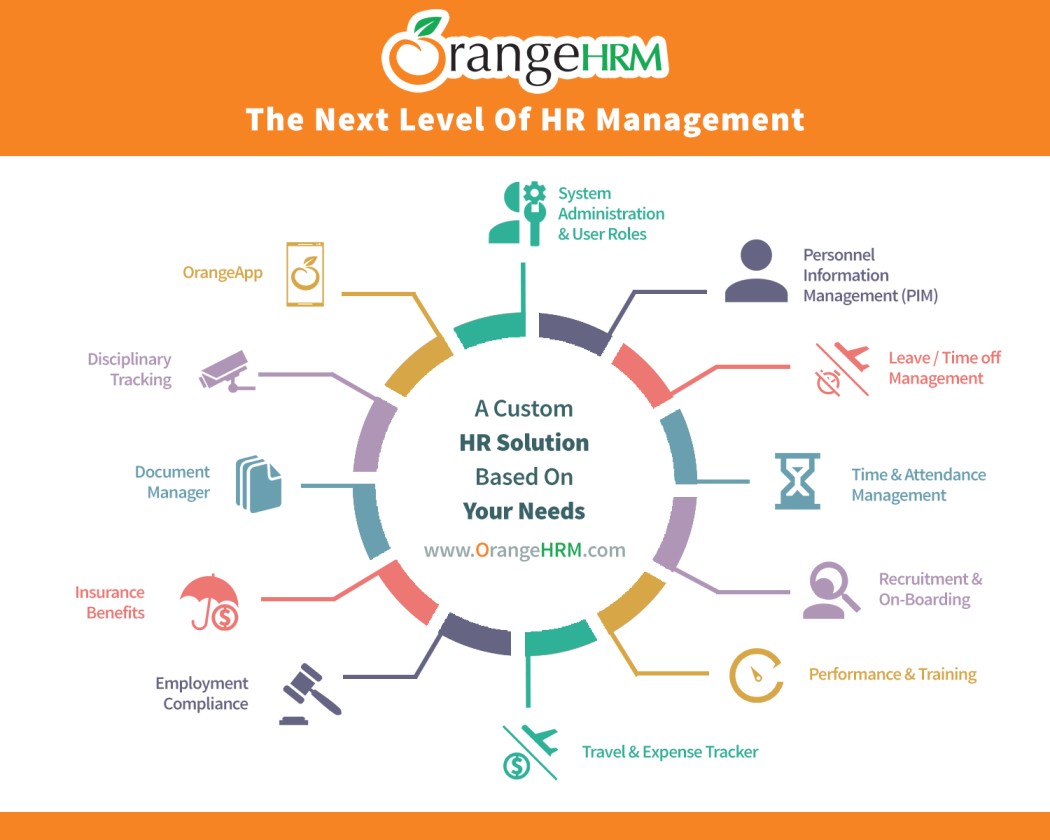 OrangeHRM
The Next Level Of HR Management
System
Administration
& User Roles
Personnel
Information
Management (PIM)
Leave / Time off
Management
Time & Attendance
Management
Recruitment &
On-Boarding
Performance & Training
Travel & Expense Tracker
Employment
Compliance
Insurance
Benefits
Document
Manager
Disciplinary
Tracking
OrangeApp
A Custom
HR Solution
Based On
Your Needs
www.OrangeHRM.com
$
$